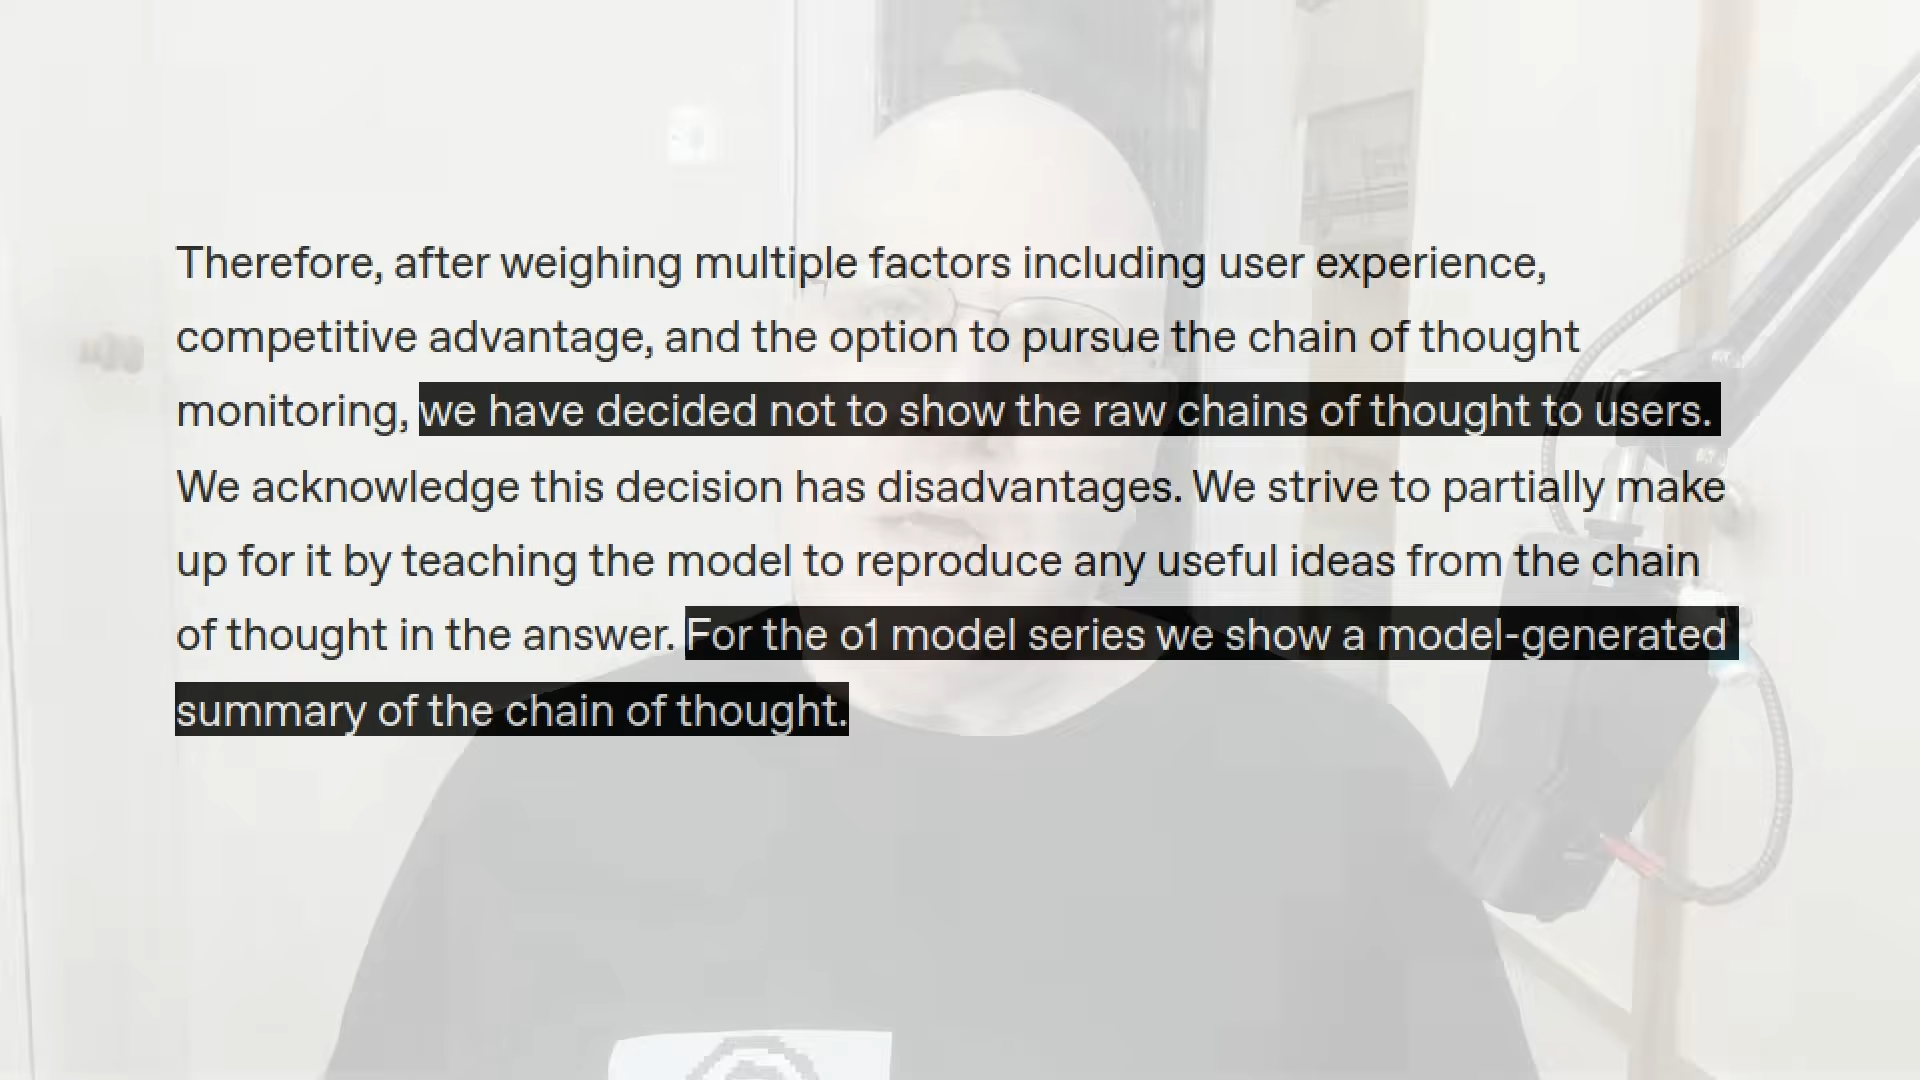 Therefore, after weighing multiple factors including user experience,
competitive advantage, and the option to pursue the chain of thought
monitoring, we have decided not to show the raw chains of thought to users.
We acknowledge this decision has disadvantages. We strive to partially make
up for it by teaching the model to reproduce any useful ideas from the chain
of thought in the answer. For the o1 model series we show a model-generated
summary of the chain of thought.